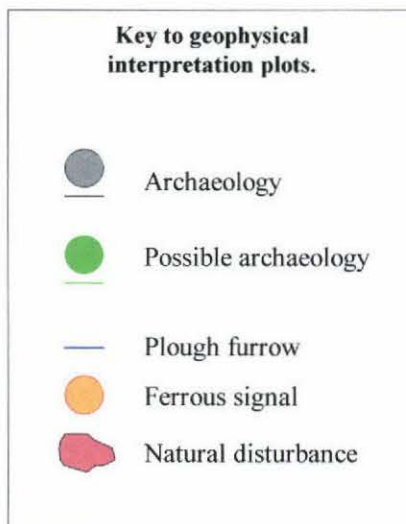 Key to geophysical
interpretation plots.
Archaeology
Possible archaeology
Plough furrow
Ferrous signal
Natural disturbance